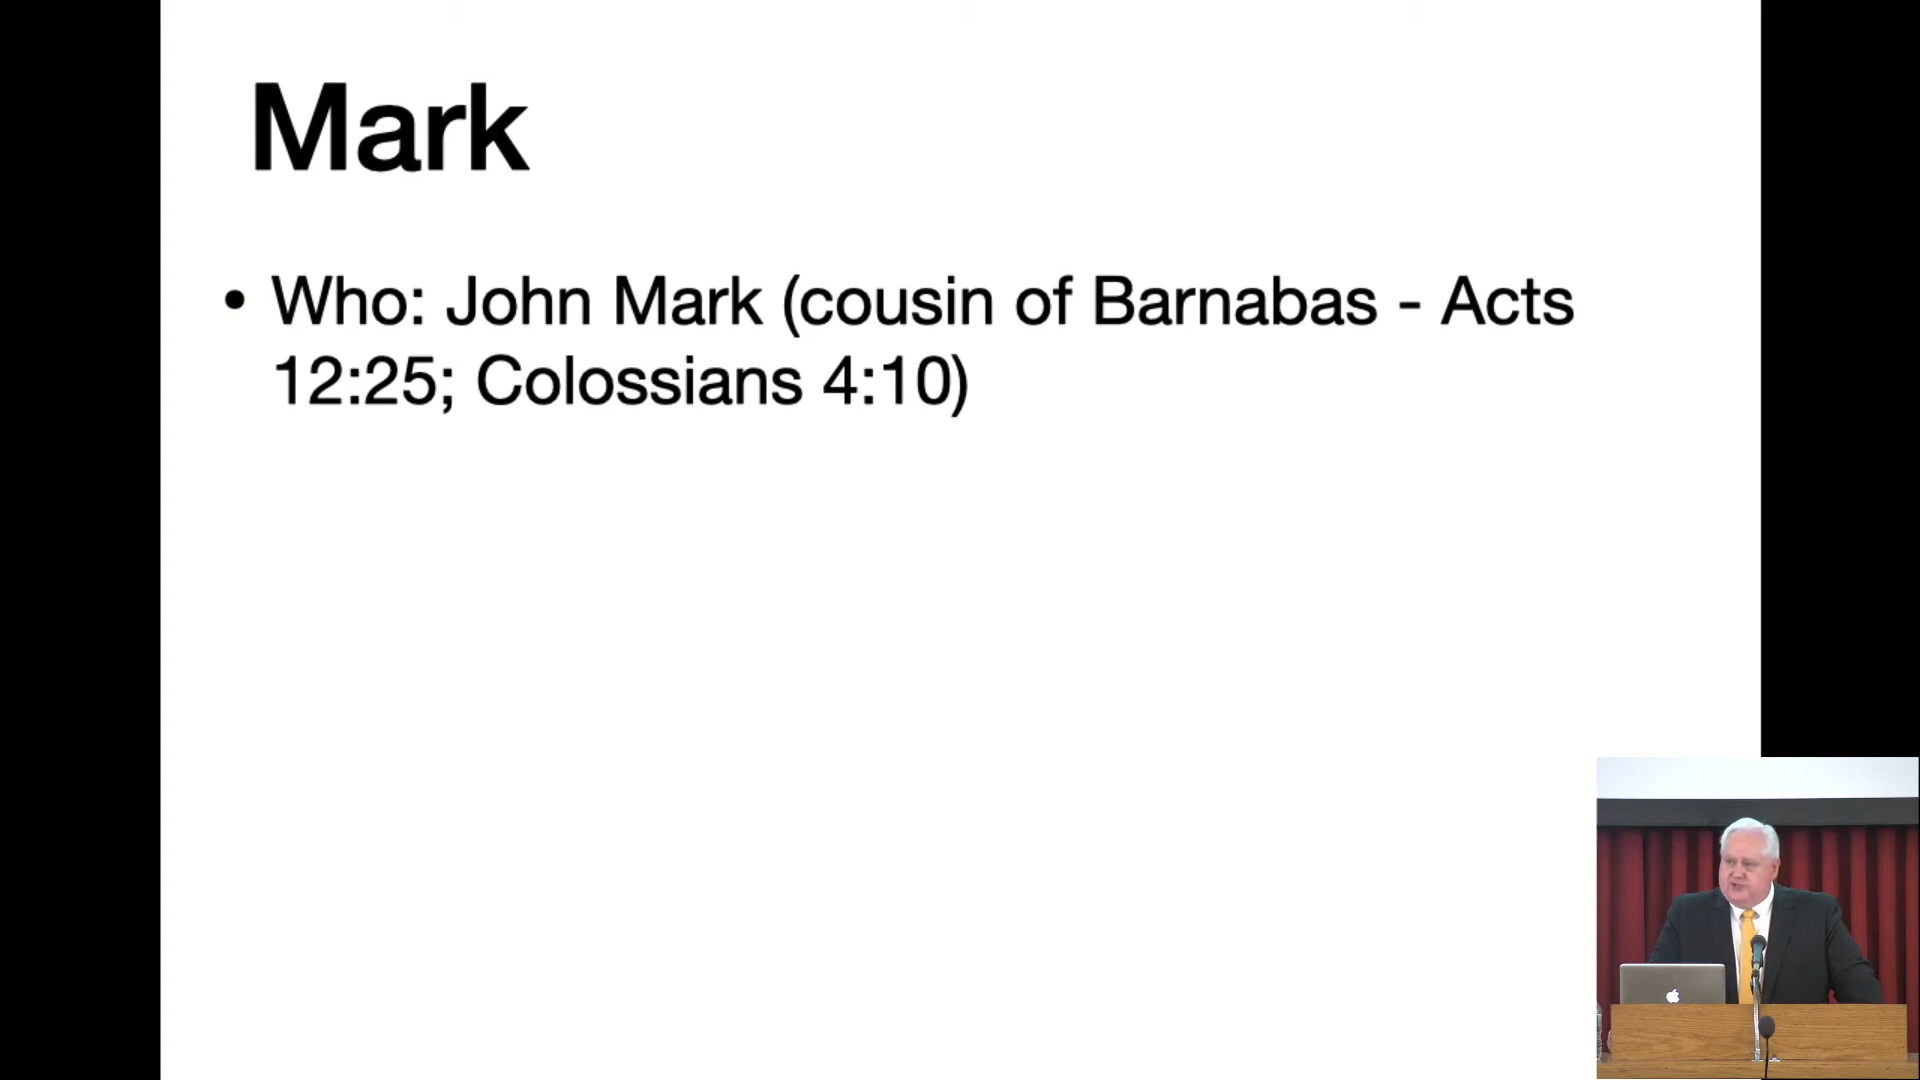 Mark
• Who: John Mark (cousin of Barnabas - Acts
12:25; Colossians 4:10)